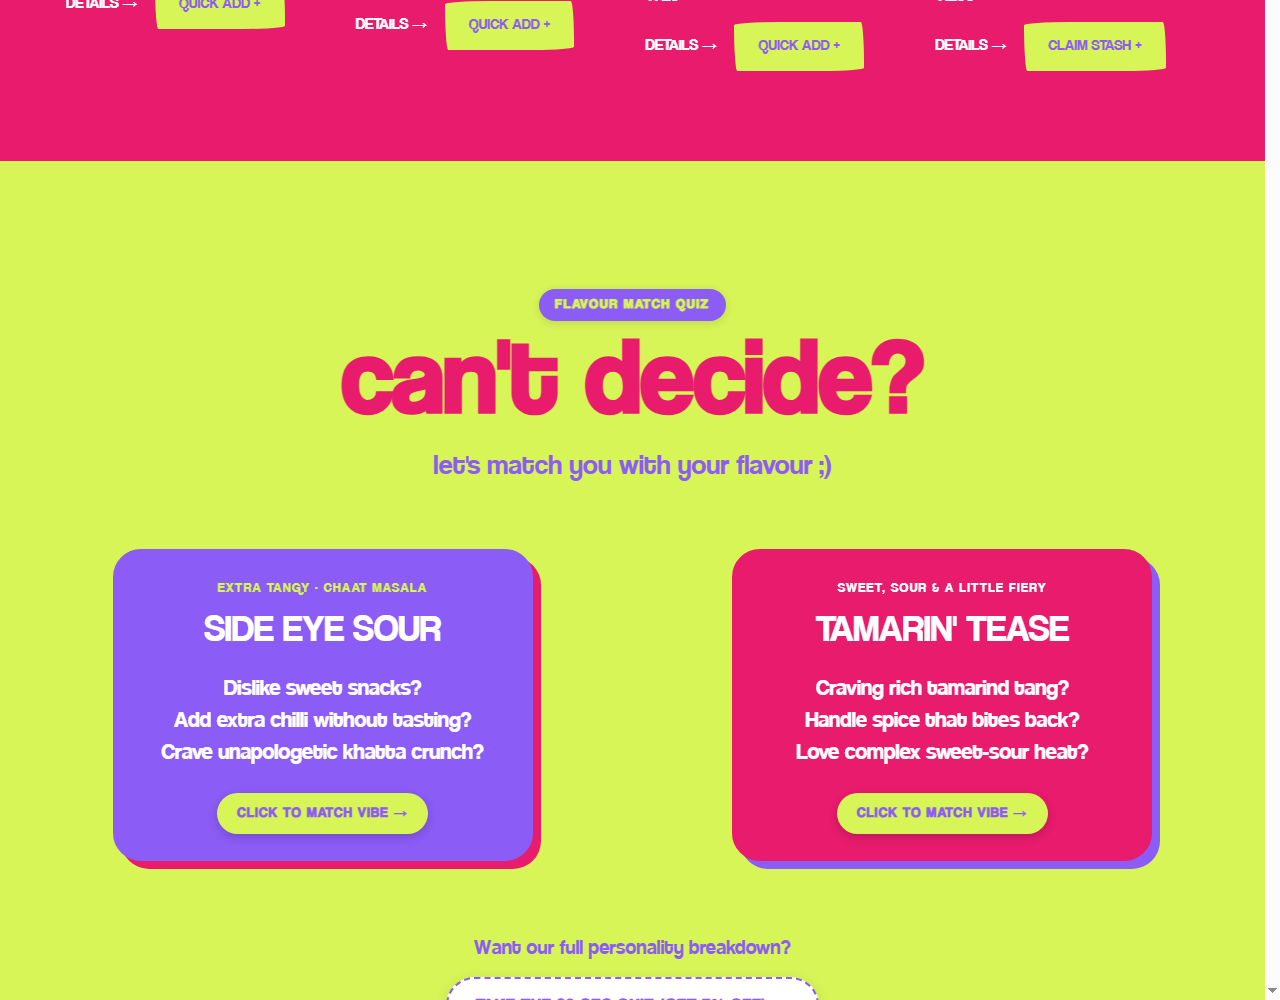 DETAILS → QUICK ADD +
DETAILS → QUICK ADD +
DETAILS → QUICK ADD +
DETAILS → CLAIM STASH +
FLAVOUR MATCH QUIZ
can't decide?
let's match you with your flavour ;)
EXTRA TANGY · CHAAT MASALA
SIDE EYE SOUR
Dislike sweet snacks?
Add extra chilli without tasting?
Crave unapologetic khatta crunch?
CLICK TO MATCH VIBE →
SWEET, SOUR & A LITTLE FIERY
TAMARIN' TEASE
Craving rich tamarind tang?
Handle spice that bites back?
Love complex sweet-sour heat?
CLICK TO MATCH VIBE →
Want our full personality breakdown?